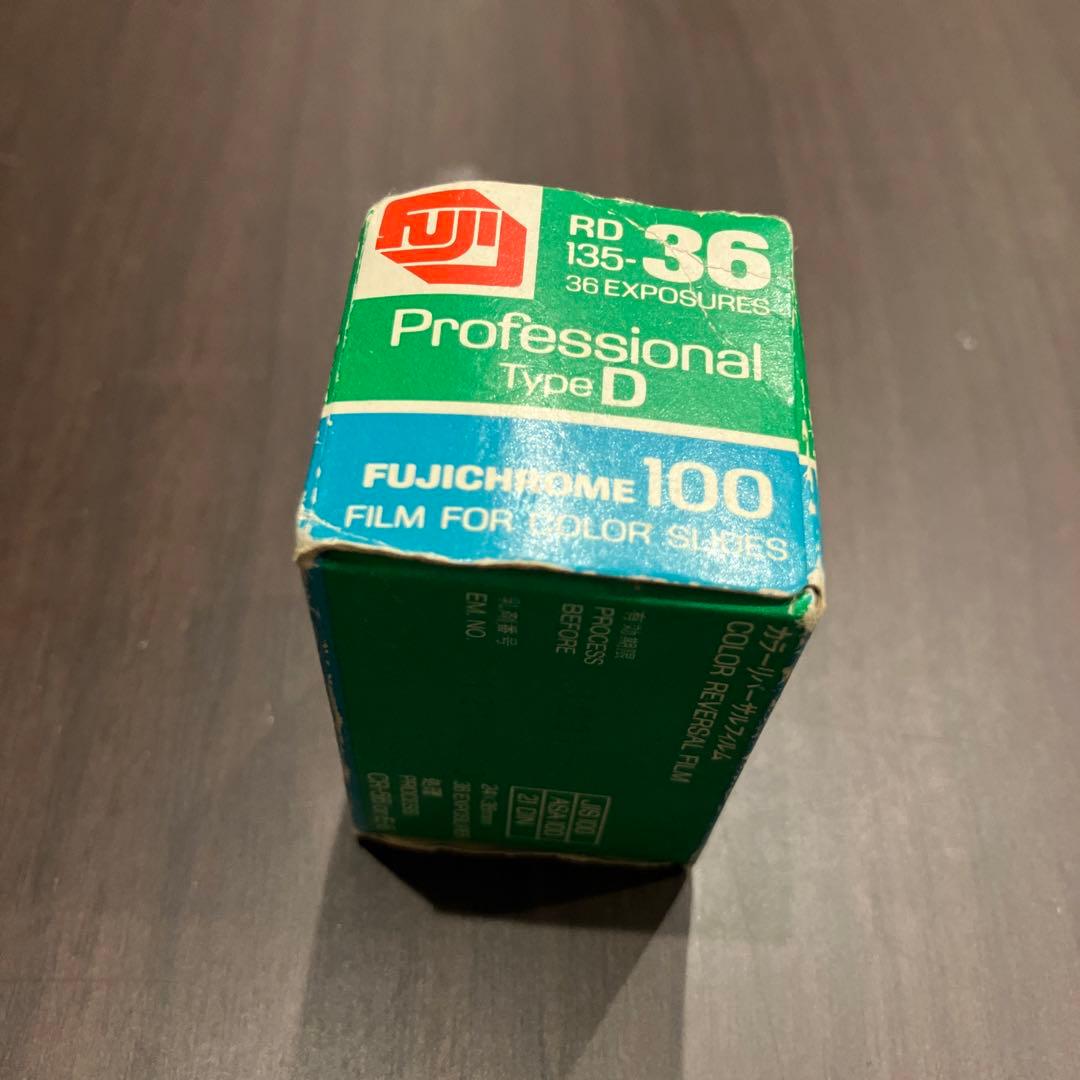 FUJI
RD
135-36
36 EXPOSURES
Professional
Type D
FUJICHROME 100
FILM FOR COLOR SLIDES
カラーリバーサルフィルム
COLOR REVERSAL FILM
有効期限
PROCESS
BEFORE
乳剤番号
EM. NO.
JIS 100
ASA 100
21 DIN
36 EXPOSURES
処理
PROCESS